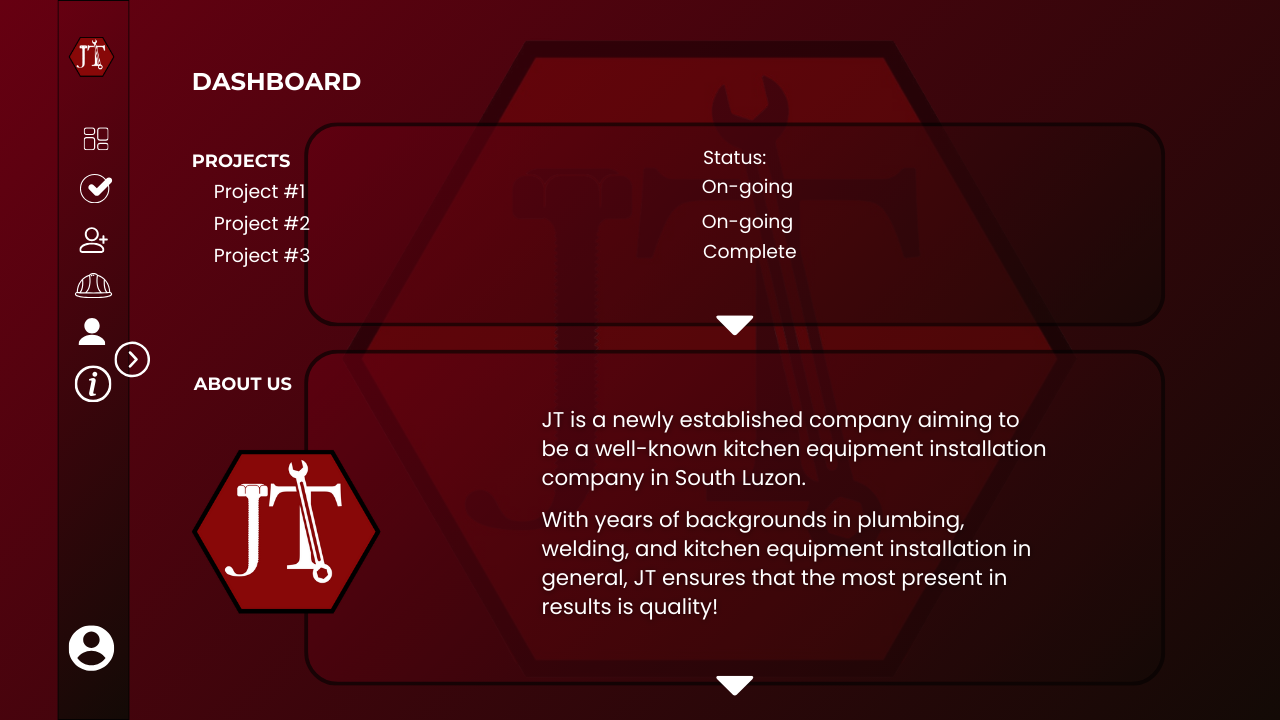 JT
DASHBOARD
PROJECTS
Status:
Project #1
On-going
Project #2
On-going
Project #3
Complete
ABOUT US
JT is a newly established company aiming to
be a well-known kitchen equipment installation
company in South Luzon.
With years of backgrounds in plumbing,
welding, and kitchen equipment installation in
general, JT ensures that the most present in
results is quality!
JT
JT
i